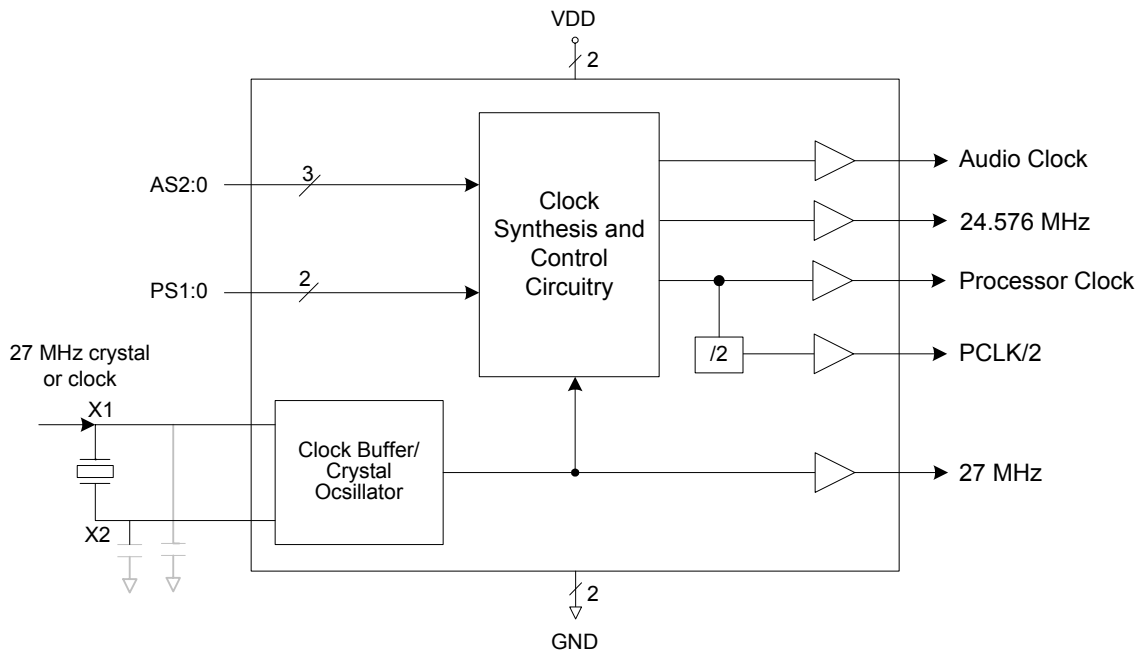 VDD
2
AS2:0
3
PS1:0
2
Clock
Synthesis and
Control
Circuitry
Audio Clock
24.576 MHz
Processor Clock
/2
PCLK/2
27 MHz crystal
or clock
X1
X2
Clock Buffer/
Crystal
Ocsillator
27 MHz
2
GND